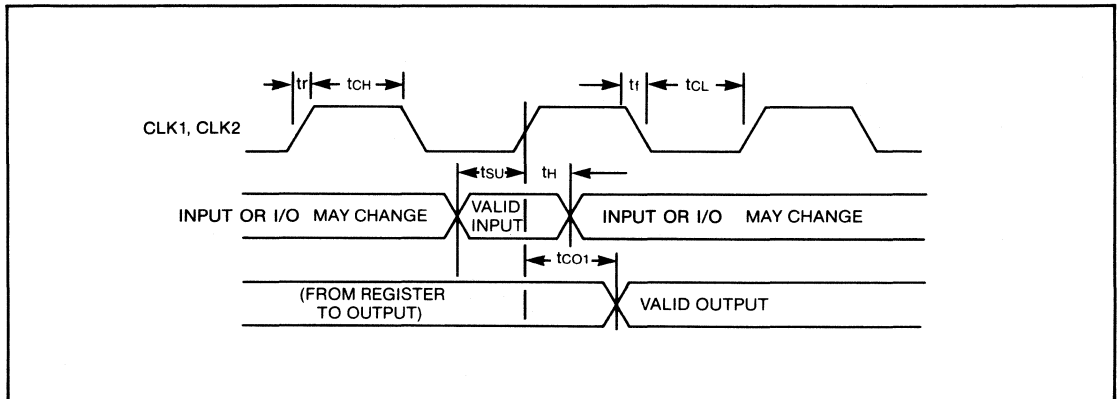 tr tCH tf tCL
CLK1, CLK2
tSU tH
INPUT OR I/O MAY CHANGE
VALID
INPUT
INPUT OR I/O MAY CHANGE
tCO1
(FROM REGISTER
TO OUTPUT)
VALID OUTPUT